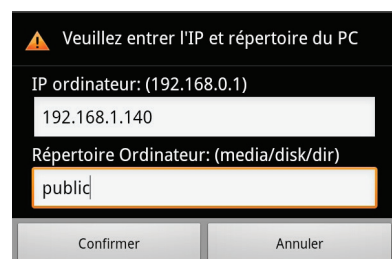 Veuillez entrer l'IP et répertoire du PC
IP ordinateur: (192.168.0.1)
192.168.1.140
Répertoire Ordinateur: (media/disk/dir)
public
Confirmer
Annuler